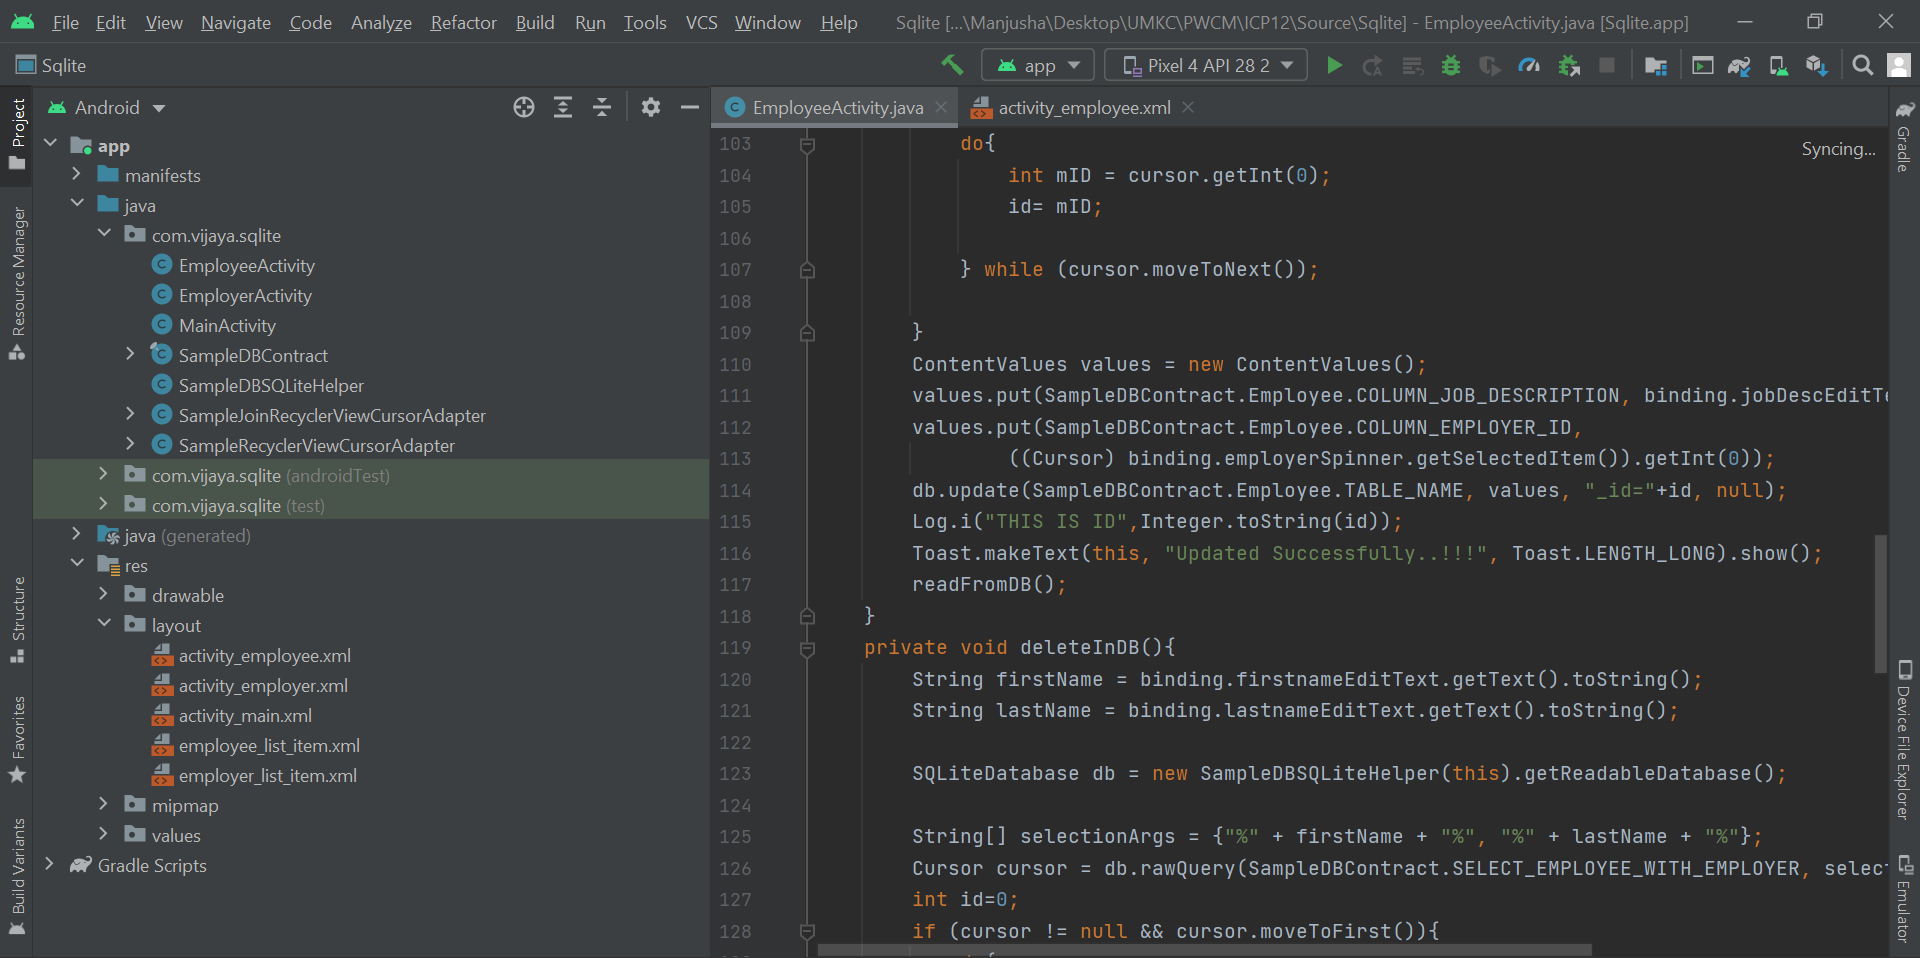 File Edit View Navigate Code Analyze Refactor Build Run Tools VCS Window Help Sqlite [...\Manjusha\Desktop\UMKC\PWCM\ICP12\Source\Sqlite] - EmployeeActivity.java [Sqlite.app]
Sqlite app Pixel 4 API 28 2
Project
Resource Manager
Structure
Favorites
Build Variants
Android
app
manifests
java
com.vijaya.sqlite
EmployeeActivity
EmployerActivity
MainActivity
SampleDBContract
SampleDBSQLiteHelper
SampleJoinRecyclerViewCursorAdapter
SampleRecyclerViewCursorAdapter
com.vijaya.sqlite (androidTest)
com.vijaya.sqlite (test)
java (generated)
res
drawable
layout
activity_employee.xml
activity_employer.xml
activity_main.xml
employee_list_item.xml
employer_list_item.xml
mipmap
values
Gradle Scripts
EmployeeActivity.java activity_employee.xml
Syncing...
103 do{
104 int mID = cursor.getInt(0);
105 id= mID;
106
107 } while (cursor.moveToNext());
108
109 }
110 ContentValues values = new ContentValues();
111 values.put(SampleDBContract.Employee.COLUMN_JOB_DESCRIPTION, binding.jobDescEditTe
112 values.put(SampleDBContract.Employee.COLUMN_EMPLOYER_ID,
113 ((Cursor) binding.employerSpinner.getSelectedItem()).getInt(0));
114 db.update(SampleDBContract.Employee.TABLE_NAME, values, "_id="+id, null);
115 Log.i("THIS IS ID",Integer.toString(id));
116 Toast.makeText(this, "Updated Successfully..!!!", Toast.LENGTH_LONG).show();
117 readFromDB();
118 }
119 private void deleteInDB(){
120 String firstName = binding.firstnameEditText.getText().toString();
121 String lastName = binding.lastnameEditText.getText().toString();
122
123 SQLiteDatabase db = new SampleDBSQLiteHelper(this).getReadableDatabase();
124
125 String[] selectionArgs = {"%" + firstName + "%", "%" + lastName + "%"};
126 Cursor cursor = db.rawQuery(SampleDBContract.SELECT_EMPLOYEE_WITH_EMPLOYER, select
127 int id=0;
128 if (cursor != null && cursor.moveToFirst()){
Gradle
Device File Explorer
Emulator